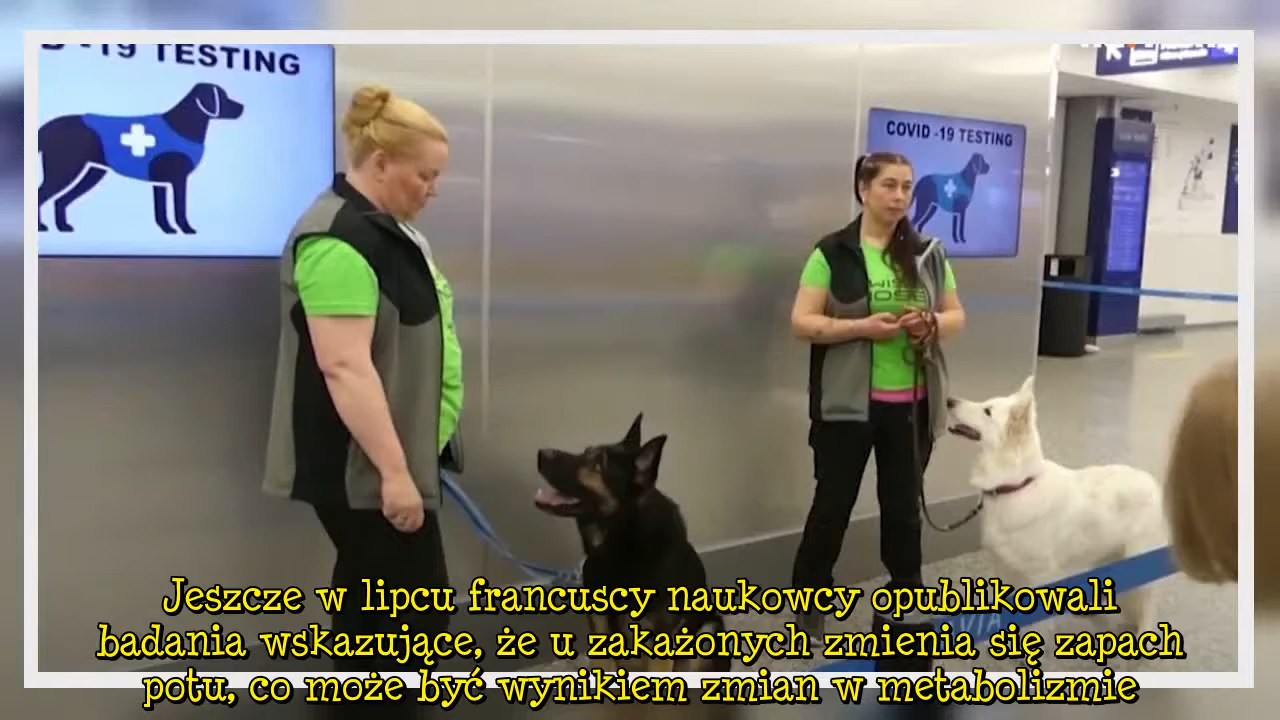 -19 TESTING
COVID -19 TESTING
Jeszcze w lipcu francuscy naukowcy opublikowali
badania wskazujące, że u zakażonych zmienia się zapach
potu, co może być wynikiem zmian w metabolizmie